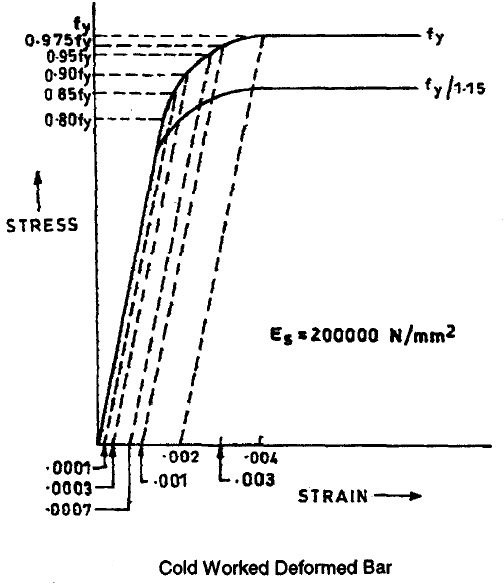 fy
0·975fy
0·95fy
0·90fy
0·85fy
0·80fy
fy
fy/1·15
STRESS
Es = 200000 N/mm2
·0001
·0003
·0007
·001
·002
·003
·004
STRAIN
Cold Worked Deformed Bar